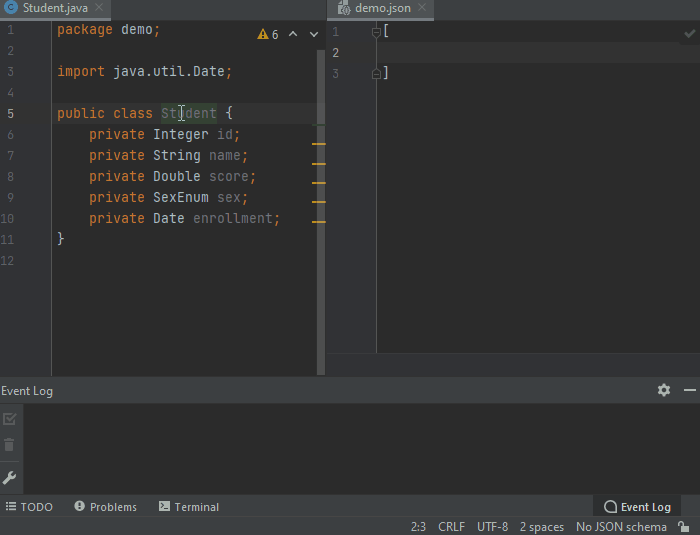 Student.java
demo.json
1 package demo;
6
2
3 import java.util.Date;
4
5 public class Student {
6 private Integer id;
7 private String name;
8 private Double score;
9 private SexEnum sex;
10 private Date enrollment;
11 }
12
1 [
2
3 ]
Event Log
TODO
Problems
Terminal
Event Log
2:3 CRLF UTF-8 2 spaces No JSON schema